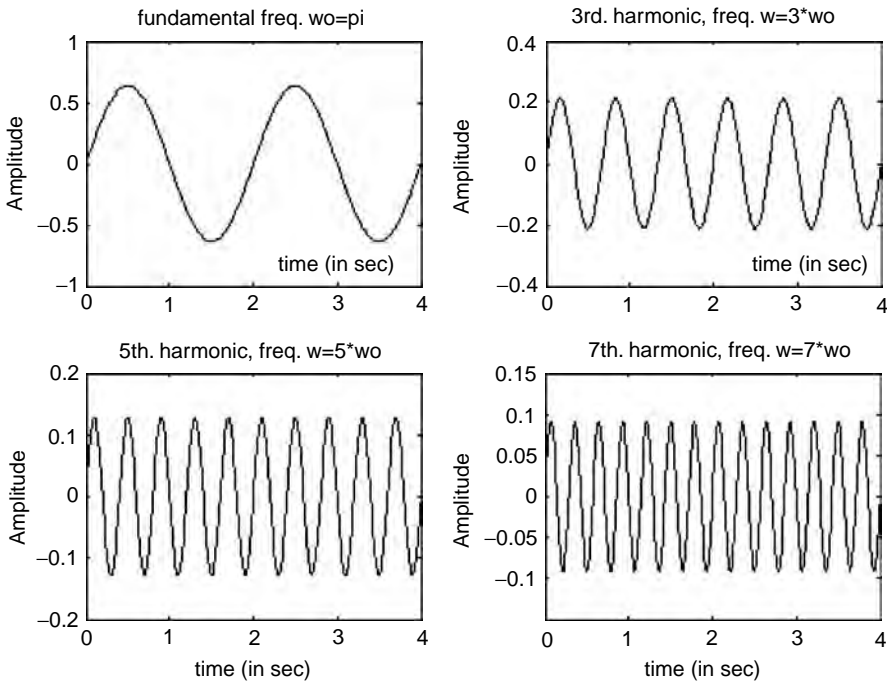 fundamental freq. wo=pi
1
0.5
0
−0.5
−1
Amplitude
time (in sec)
0 1 2 3 4
3rd. harmonic, freq. w=3*wo
0.4
0.2
0
−0.2
−0.4
Amplitude
time (in sec)
0 1 2 3 4
5th. harmonic, freq. w=5*wo
0.2
0.1
0
−0.1
−0.2
Amplitude
0 1 2 3 4
time (in sec)
7th. harmonic, freq. w=7*wo
0.15
0.1
0.05
0
−0.05
−0.1
Amplitude
0 1 2 3 4
time (in sec)